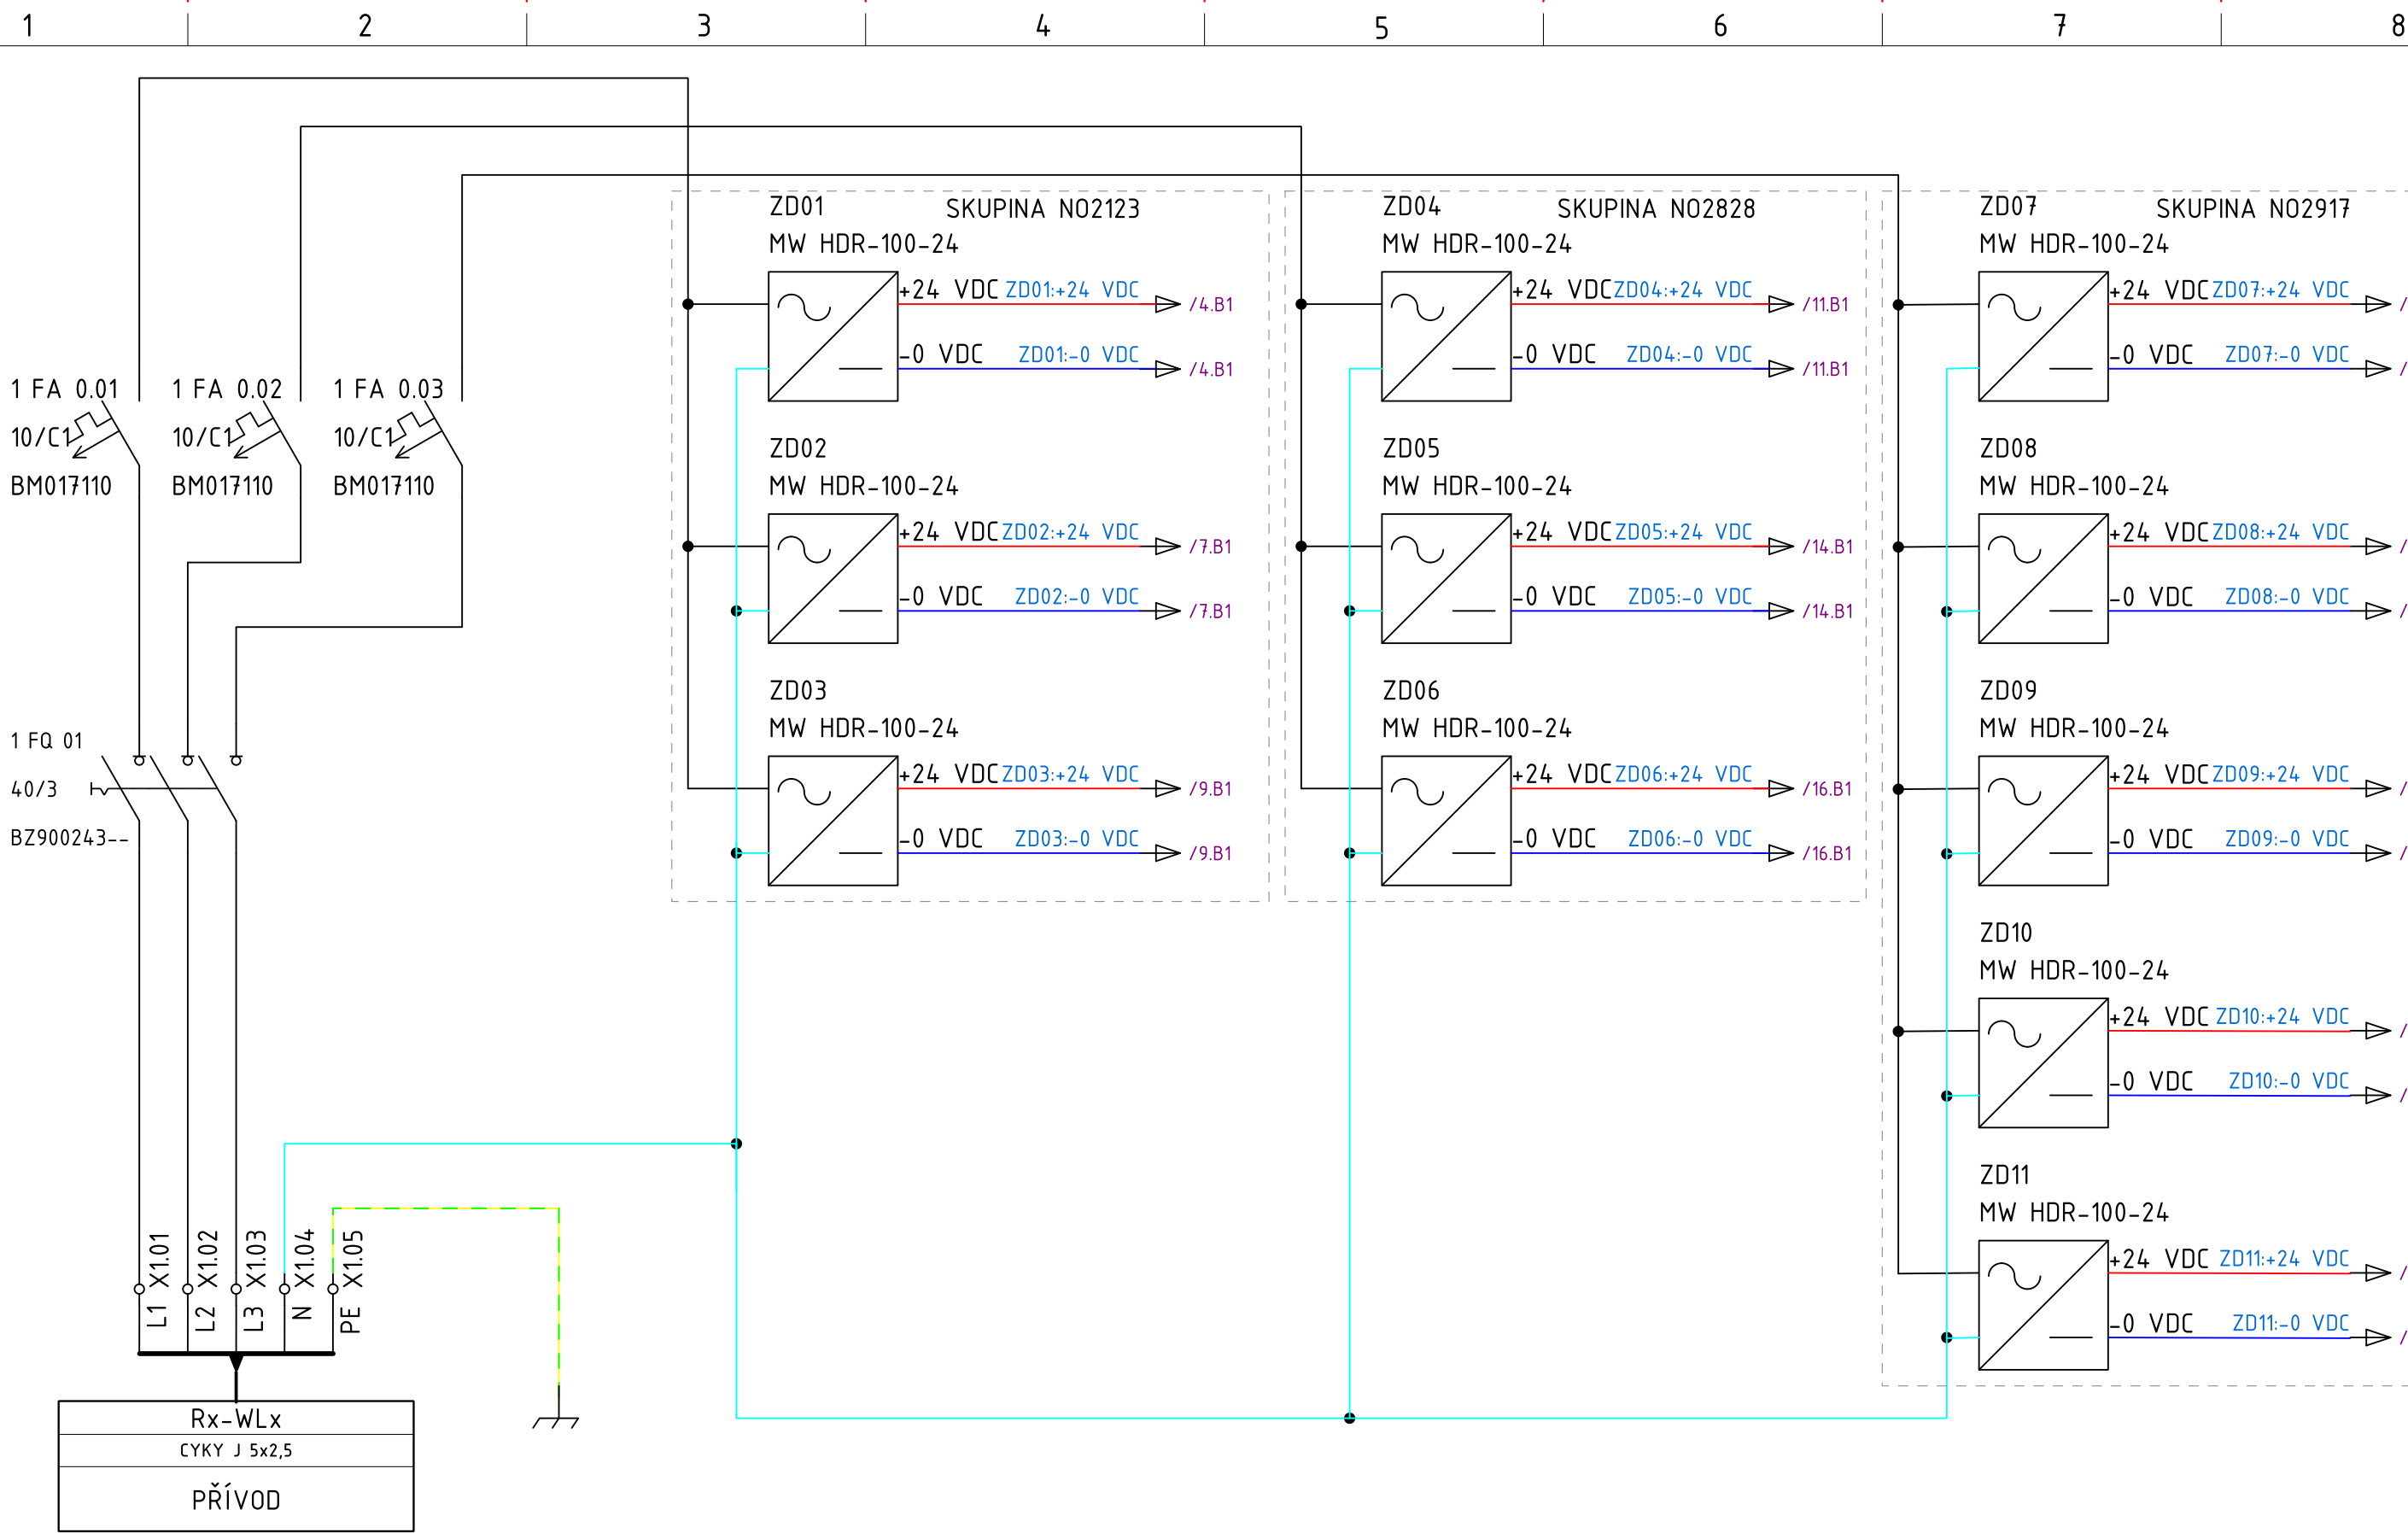 1 2 3 4 5 6 7 8
1 FA 0.01
10/C1
BM017110
1 FA 0.02
10/C1
BM017110
1 FA 0.03
10/C1
BM017110
1 FQ 01
40/3
BZ900243--
SKUPINA NO2123
ZD01
MW HDR-100-24
+24 VDC ZD01:+24 VDC /4.B1
-0 VDC ZD01:-0 VDC /4.B1
ZD02
MW HDR-100-24
+24 VDC ZD02:+24 VDC /7.B1
-0 VDC ZD02:-0 VDC /7.B1
ZD03
MW HDR-100-24
+24 VDC ZD03:+24 VDC /9.B1
-0 VDC ZD03:-0 VDC /9.B1
SKUPINA NO2828
ZD04
MW HDR-100-24
+24 VDC ZD04:+24 VDC /11.B1
-0 VDC ZD04:-0 VDC /11.B1
ZD05
MW HDR-100-24
+24 VDC ZD05:+24 VDC /14.B1
-0 VDC ZD05:-0 VDC /14.B1
ZD06
MW HDR-100-24
+24 VDC ZD06:+24 VDC /16.B1
-0 VDC ZD06:-0 VDC /16.B1
SKUPINA NO2917
ZD07
MW HDR-100-24
+24 VDC ZD07:+24 VDC /
-0 VDC ZD07:-0 VDC /
ZD08
MW HDR-100-24
+24 VDC ZD08:+24 VDC /
-0 VDC ZD08:-0 VDC /
ZD09
MW HDR-100-24
+24 VDC ZD09:+24 VDC /
-0 VDC ZD09:-0 VDC /
ZD10
MW HDR-100-24
+24 VDC ZD10:+24 VDC /
-0 VDC ZD10:-0 VDC /
ZD11
MW HDR-100-24
+24 VDC ZD11:+24 VDC /
-0 VDC ZD11:-0 VDC /
L1 X1.01
L2 X1.02
L3 X1.03
N X1.04
PE X1.05
Rx-WLx
CYKY J 5x2,5
PŘÍVOD